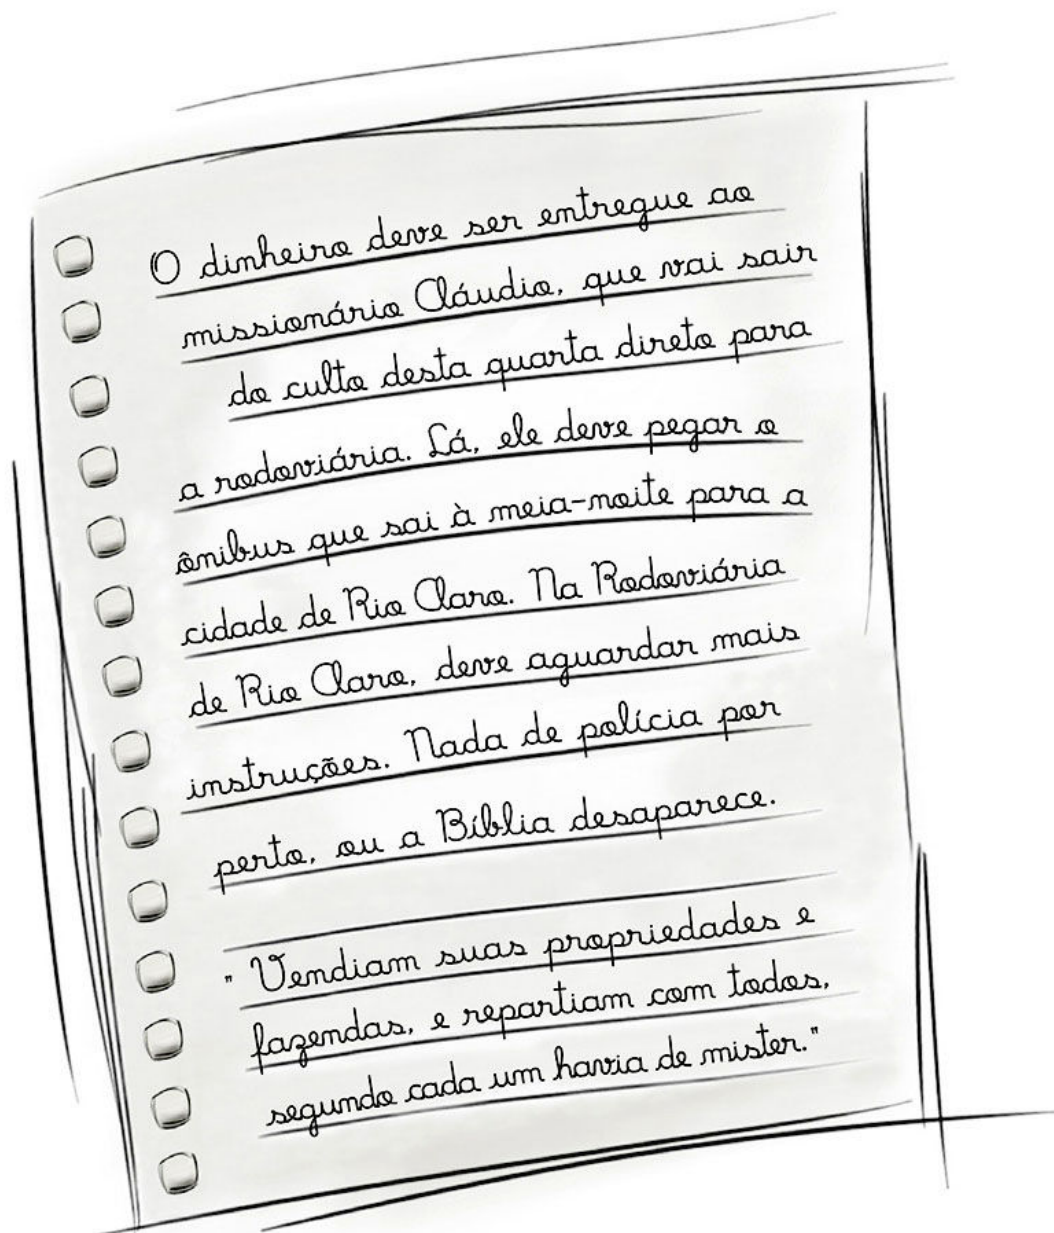 O dinheiro deve ser entregue ao
missionário Cláudio, que vai sair
do culto desta quarta direto para
a rodoviária. Lá, ele deve pegar o
ônibus que sai à meia-noite para a
cidade de Rio Claro. Na Rodoviária
de Rio Claro, deve aguardar mais
instruções. Nada de polícia por
perto, ou a Bíblia desaparece.
"Vendiam suas propriedades e
fazendas, e repartiam com todos,
segundo cada um havia de mister."